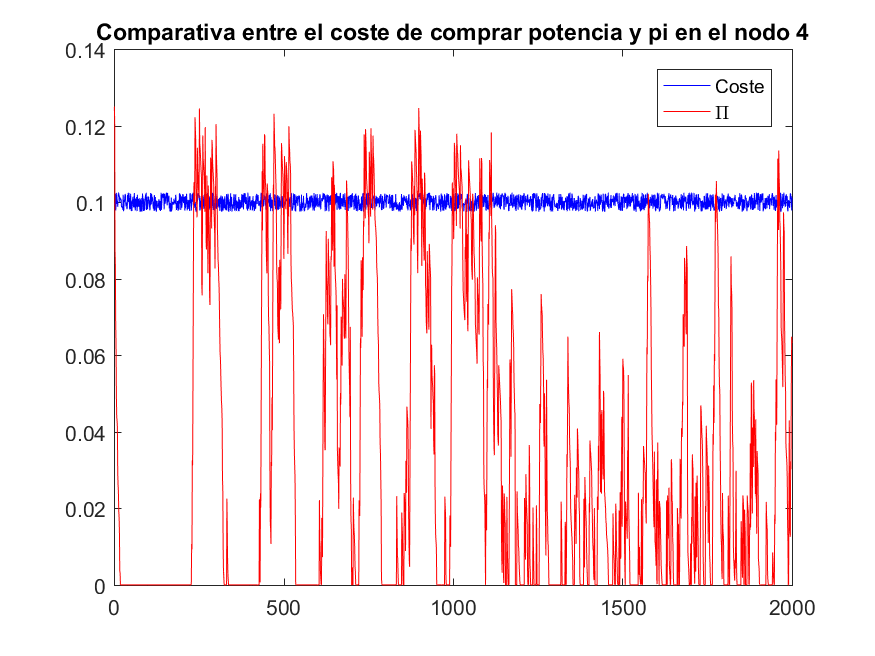 Comparativa entre el coste de comprar potencia y pi en el nodo 4
0.14
0.12
0.1
0.08
0.06
0.04
0.02
0
Coste
Π
0 500 1000 1500 2000